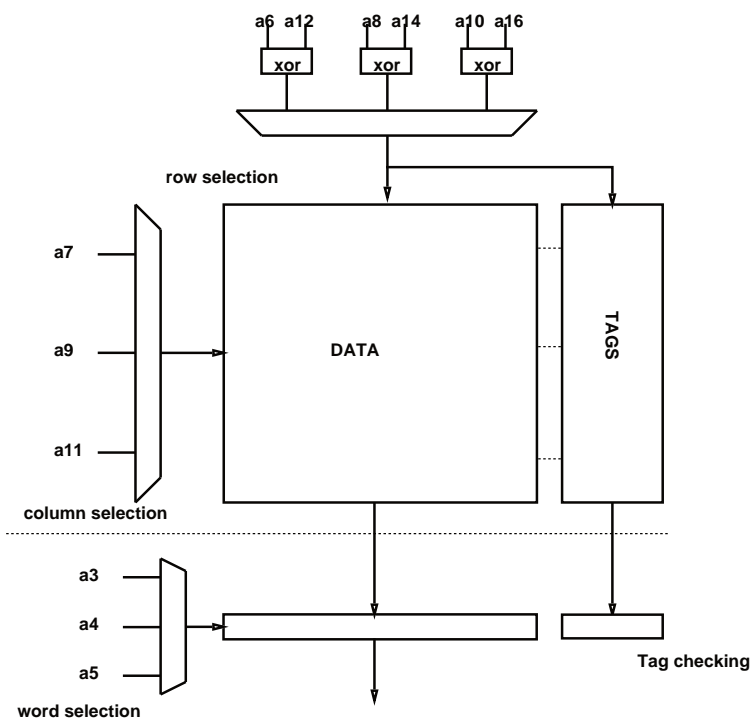 a6 a12 a8 a14 a10 a16
xor xor xor
row selection
a7
a9
a11
column selection
DATA
TAGS
a3
a4
a5
word selection
Tag checking